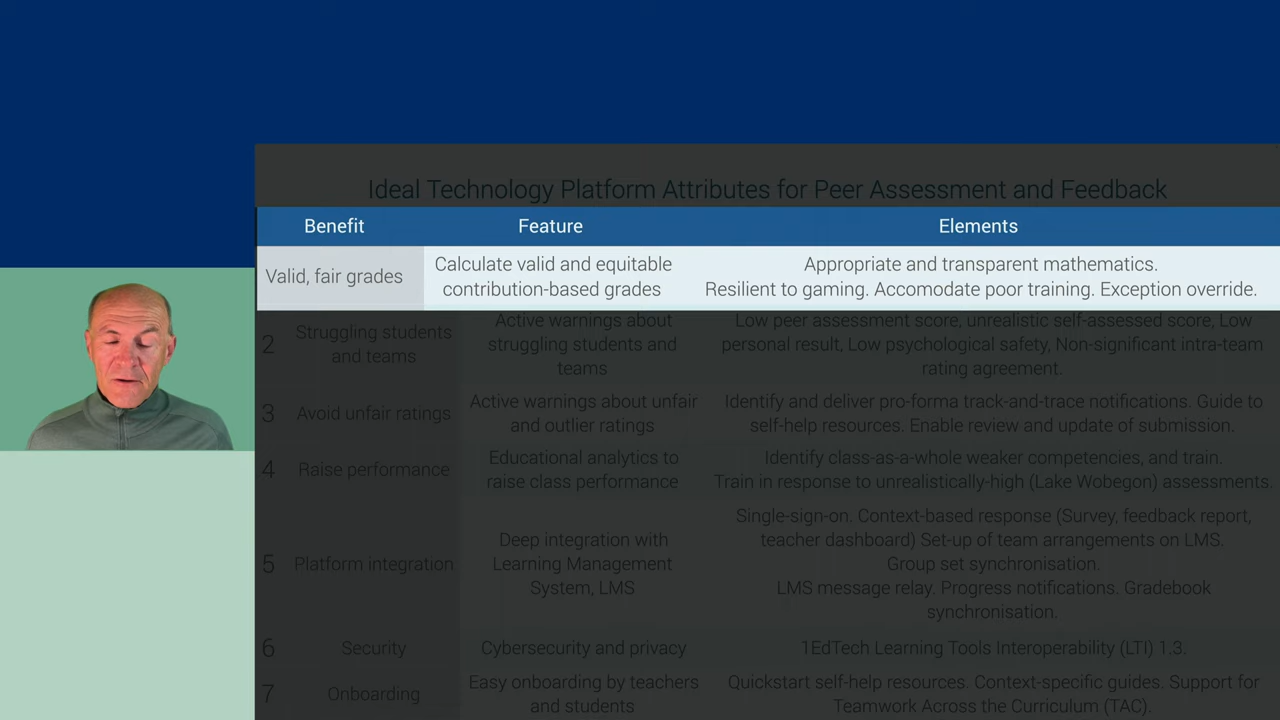 Ideal Technology Platform Attributes for Peer Assessment and Feedback
Benefit Feature Elements
Valid, fair grades
Calculate valid and equitable
contribution-based grades
Appropriate and transparent mathematics.
Resilient to gaming. Accomodate poor training. Exception override.
2
Struggling students
and teams
Active warnings about
struggling students and
teams
Low peer assessment score, unrealistic self-assessed score, Low
personal result, Low psychological safety, Non-significant intra-team
rating agreement.
3
Avoid unfair ratings
Active warnings about unfair
and outlier ratings
Identify and deliver pro-forma track-and-trace notifications. Guide to
self-help resources. Enable review and update of submission.
4
Raise performance
Educational analytics to
raise class performance
Identify class-as-a-whole weaker competencies, and train.
Train in response to unrealistically-high (Lake Wobegon) assessments.
5
Platform integration
Deep integration with
Learning Management
System, LMS
Single-sign-on. Context-based response (Survey, feedback report,
teacher dashboard) Set-up of team arrangements on LMS.
Group set synchronisation.
LMS message relay. Progress notifications. Gradebook
synchronisation.
6
Security
Cybersecurity and privacy
1EdTech Learning Tools Interoperability (LTI) 1.3.
7
Onboarding
Easy onboarding by teachers
and students
Quickstart self-help resources. Context-specific guides. Support for
Teamwork Across the Curriculum (TAC).